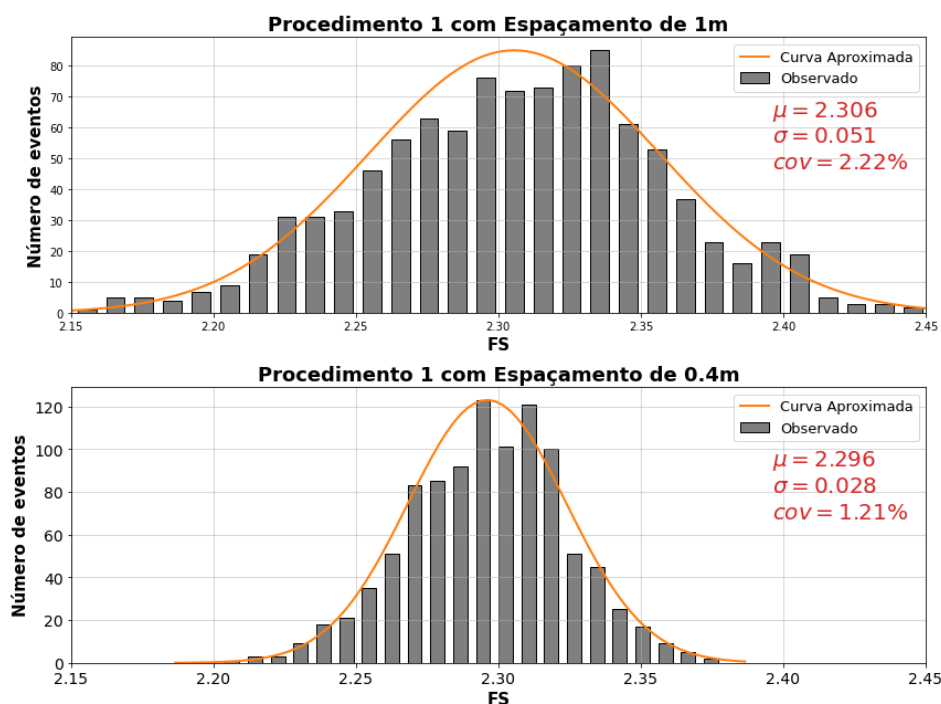 Procedimento 1 com Espaçamento de 1m
Número de eventos
80
70
60
50
40
30
20
10
0
Curva Aproximada
Observado
μ = 2.306
σ = 0.051
cov = 2.22%
2.15 2.20 2.25 2.30 2.35 2.40 2.45
FS
Procedimento 1 com Espaçamento de 0.4m
Número de eventos
120
100
80
60
40
20
0
Curva Aproximada
Observado
μ = 2.296
σ = 0.028
cov = 1.21%
2.15 2.20 2.25 2.30 2.35 2.40 2.45
FS